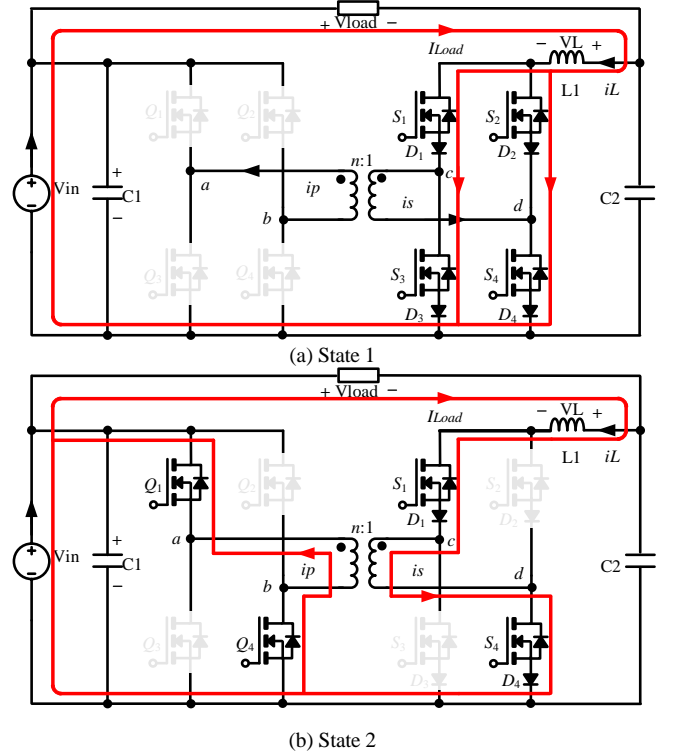 + Vload −
ILoad
− VL +
L1 iL
Q1 Q2
S1 S2
D1 D2
n:1
a ip c
Vin + − C1 + −
is
b d
C2
Q3 Q4
S3 S4
D3 D4
(a) State 1
+ Vload −
ILoad
− VL +
L1 iL
Q1 Q2
S1 S2
D1 D2
n:1
a c
Vin + − C1 + −
ip is
b d
C2
Q3 Q4
S3 S4
D3 D4
(b) State 2